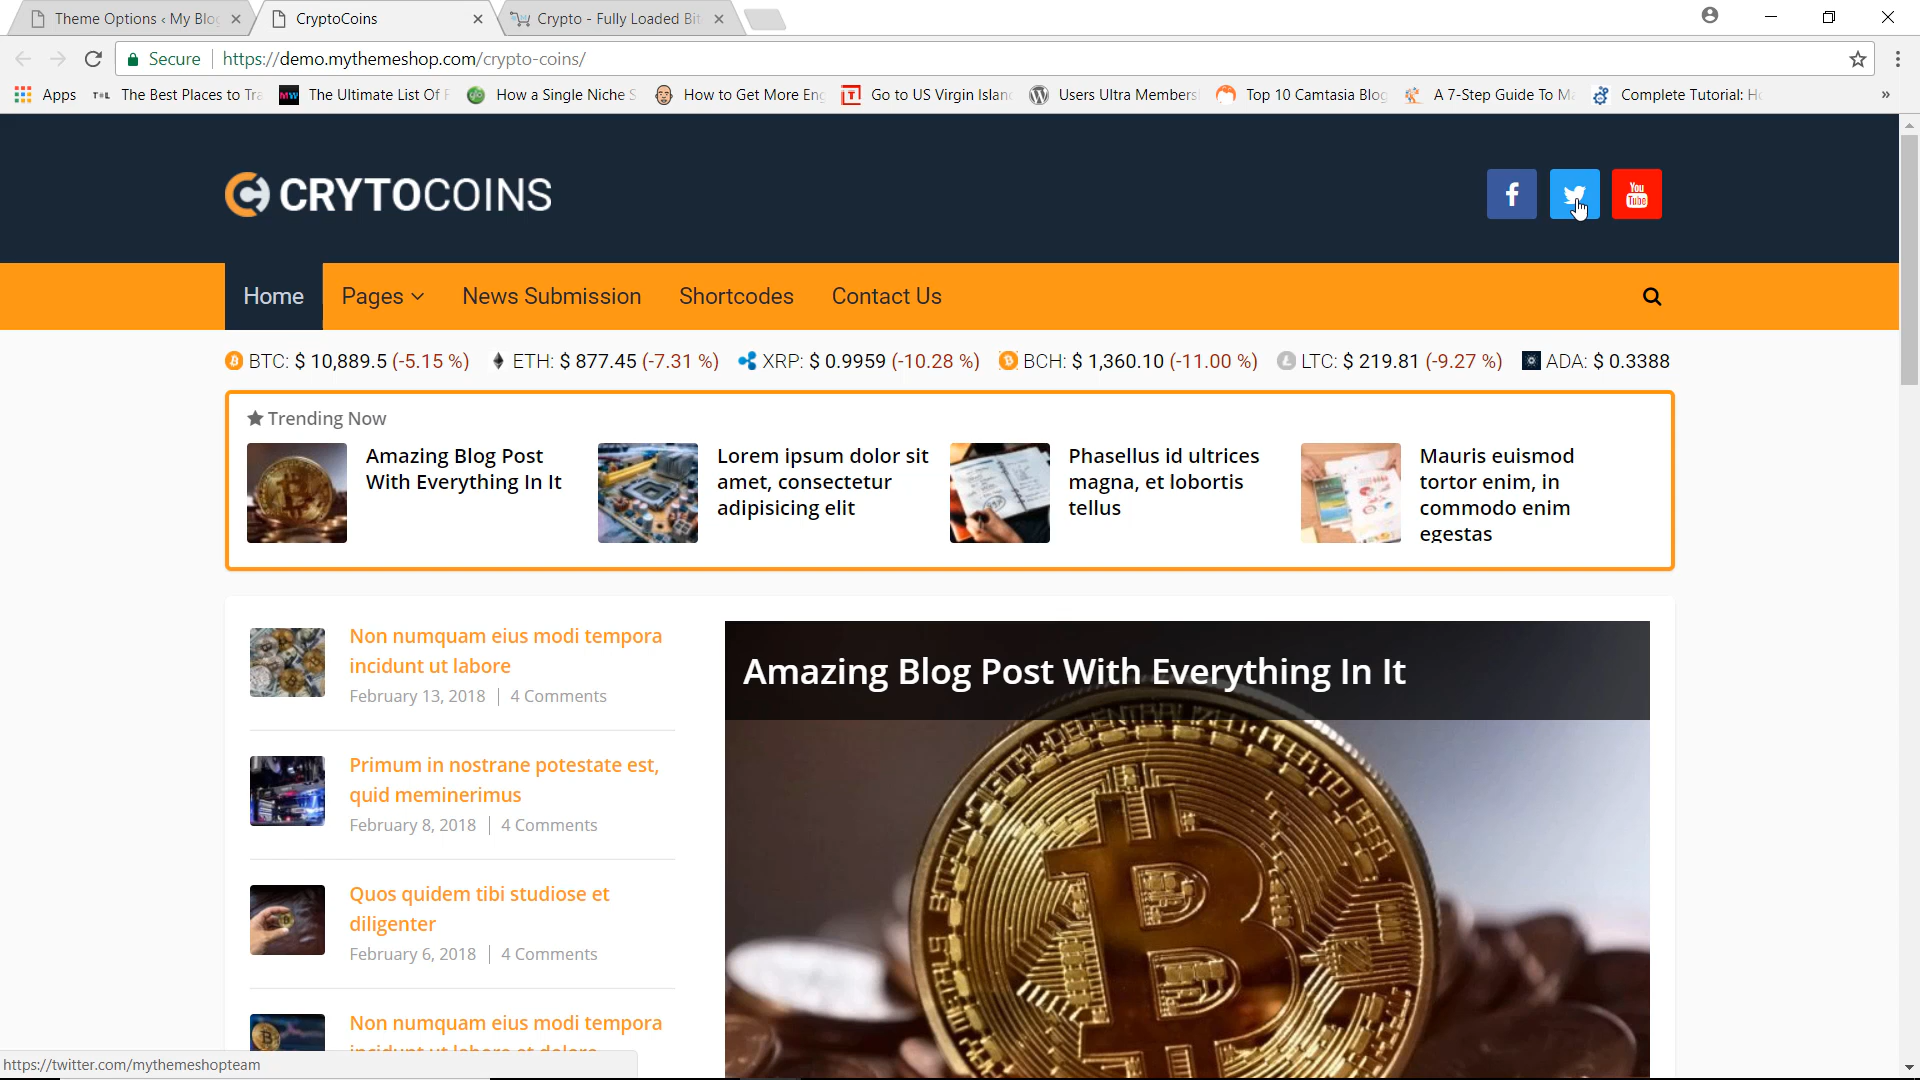 Theme Options ‹ My Blog
CryptoCoins
Crypto - Fully Loaded Bit
Secure
https://demo.mythemeshop.com/crypto-coins/
Apps
The Best Places to Tra
The Ultimate List Of
How a Single Niche S
How to Get More Eng
Go to US Virgin Islan
Users Ultra Members
Top 10 Camtasia Blog
A 7-Step Guide To Ma
Complete Tutorial: Ho
»
CRYTOCOINS
f
You Tube
Home
Pages
News Submission
Shortcodes
Contact Us
BTC: $ 10,889.5 (-5.15 %)
ETH: $ 877.45 (-7.31 %)
XRP: $ 0.9959 (-10.28 %)
BCH: $ 1,360.10 (-11.00 %)
LTC: $ 219.81 (-9.27 %)
ADA: $ 0.3388
Trending Now
Amazing Blog Post
With Everything In It
Lorem ipsum dolor sit
amet, consectetur
adipisicing elit
Phasellus id ultrices
magna, et lobortis
tellus
Mauris euismod
tortor enim, in
commodo enim
egestas
Non numquam eius modi tempora
incidunt ut labore
February 13, 2018 | 4 Comments
Primum in nostrane potestate est,
quid meminerimus
February 8, 2018 | 4 Comments
Quos quidem tibi studiose et
diligenter
February 6, 2018 | 4 Comments
Non numquam eius modi tempora
incidunt ut labore et dolore
Amazing Blog Post With Everything In It
https://twitter.com/mythemeshopteam